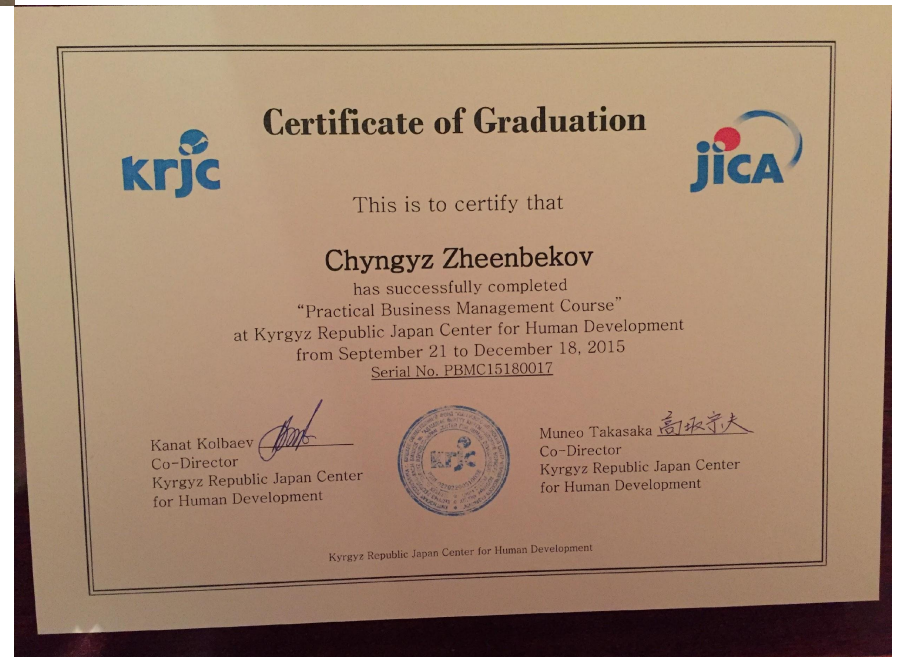 Certificate of Graduation
krjc
jica
This is to certify that
Chyngyz Zheenbekov
has successfully completed
“Practical Business Management Course”
at Kyrgyz Republic Japan Center for Human Development
from September 21 to December 18, 2015
Serial No. PBMC15180017
Kanat Kolbaev
Co-Director
Kyrgyz Republic Japan Center
for Human Development
krjc
Muneo Takasaka 高坂宗夫
Co-Director
Kyrgyz Republic Japan Center
for Human Development
Kyrgyz Republic Japan Center for Human Development